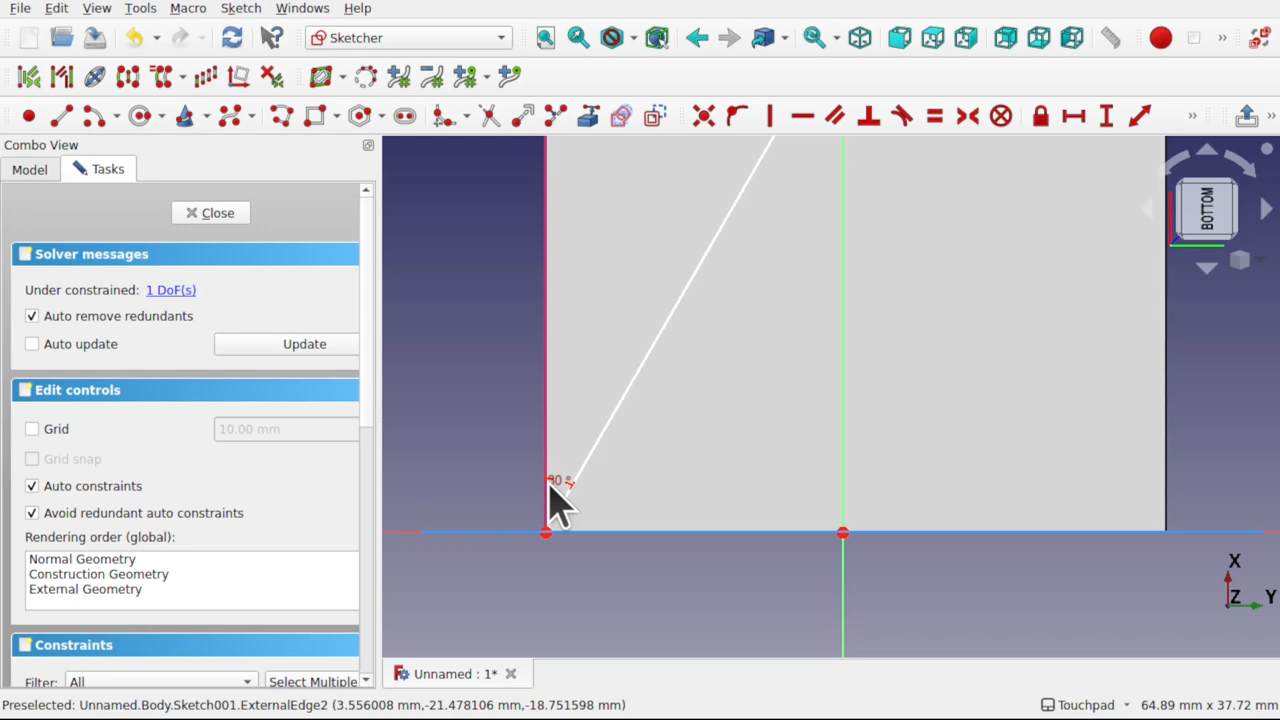 File Edit View Tools Macro Sketch Windows Help
Sketcher
Combo View
Model Tasks
Close
Solver messages
Under constrained: 1 DoF(s)
Auto remove redundants
Auto update Update
Edit controls
Grid 10.00 mm
Grid snap
Auto constraints
Avoid redundant auto constraints
Rendering order (global):
Normal Geometry
Construction Geometry
External Geometry
Constraints
Filter: All Select Multiple
BOTTOM
X
Z Y
Unnamed : 1*
Preselected: Unnamed.Body.Sketch001.ExternalEdge2 (3.556008 mm,-21.478106 mm,-18.751598 mm) Touchpad 64.89 mm x 37.72 mm